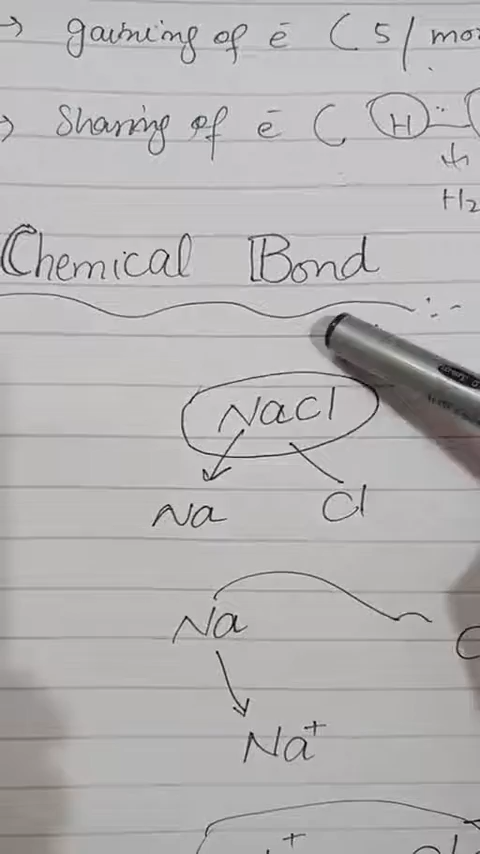 → gaining of ē ( 5 / mo
→ Sharing of ē ( H
H2
Chemical Bond
NaCl
Na Cl
Na
Na+
+